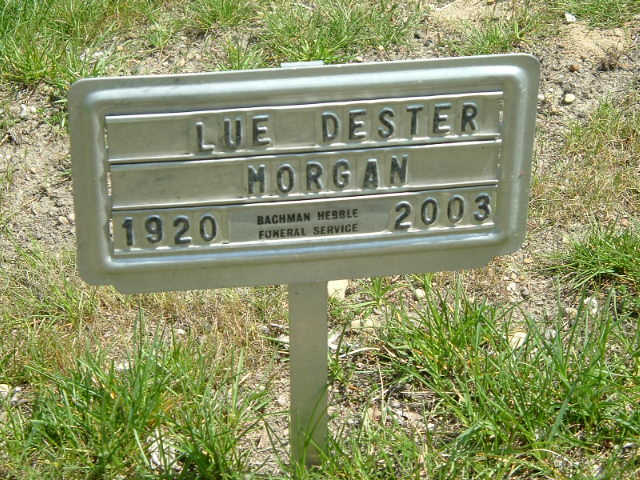 LUE DESTER
MORGAN
1920 BACHMAN HEBBLE 2003
FUNERAL SERVICE